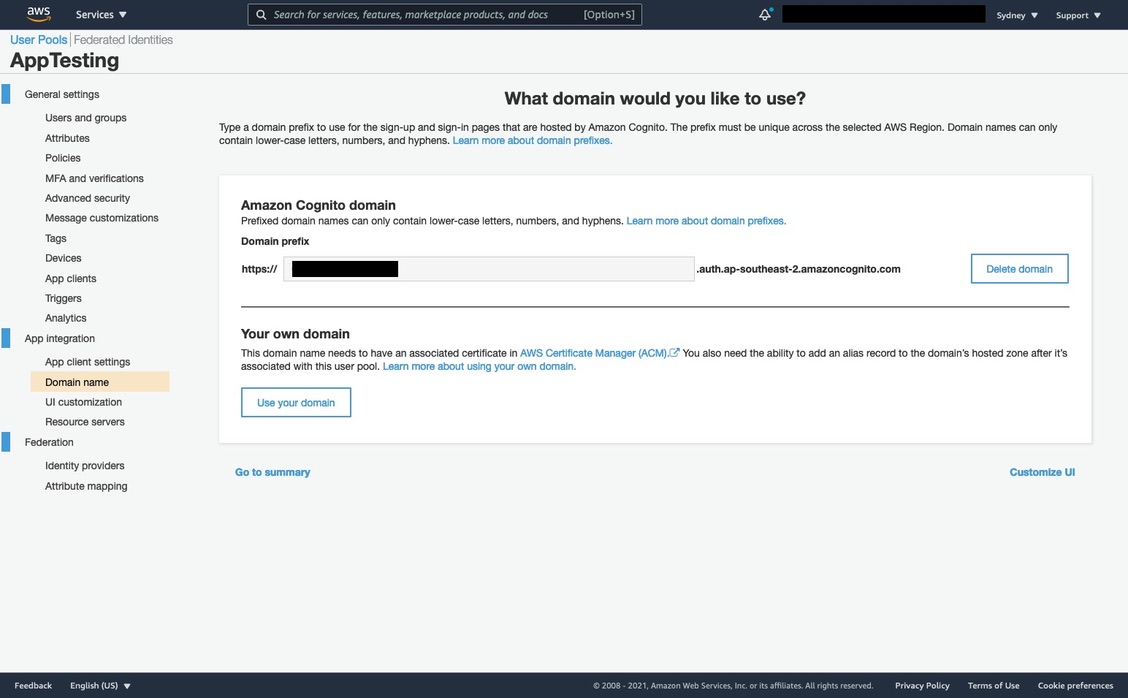 aws Services Search for services, features, marketplace products, and docs [Option+S] Sydney Support
User Pools Federated Identities
AppTesting
General settings
Users and groups
Attributes
Policies
MFA and verifications
Advanced security
Message customizations
Tags
Devices
App clients
Triggers
Analytics
App integration
App client settings
Domain name
UI customization
Resource servers
Federation
Identity providers
Attribute mapping
What domain would you like to use?
Type a domain prefix to use for the sign-up and sign-in pages that are hosted by Amazon Cognito. The prefix must be unique across the selected AWS Region. Domain names can only
contain lower-case letters, numbers, and hyphens. Learn more about domain prefixes.
Amazon Cognito domain
Prefixed domain names can only contain lower-case letters, numbers, and hyphens. Learn more about domain prefixes.
Domain prefix
https:// .auth.ap-southeast-2.amazoncognito.com Delete domain
Your own domain
This domain name needs to have an associated certificate in AWS Certificate Manager (ACM). You also need the ability to add an alias record to the domain's hosted zone after it's
associated with this user pool. Learn more about using your own domain.
Use your domain
Go to summary Customize UI
Feedback English (US) © 2008 - 2021, Amazon Web Services, Inc. or its affiliates. All rights reserved. Privacy Policy Terms of Use Cookie preferences